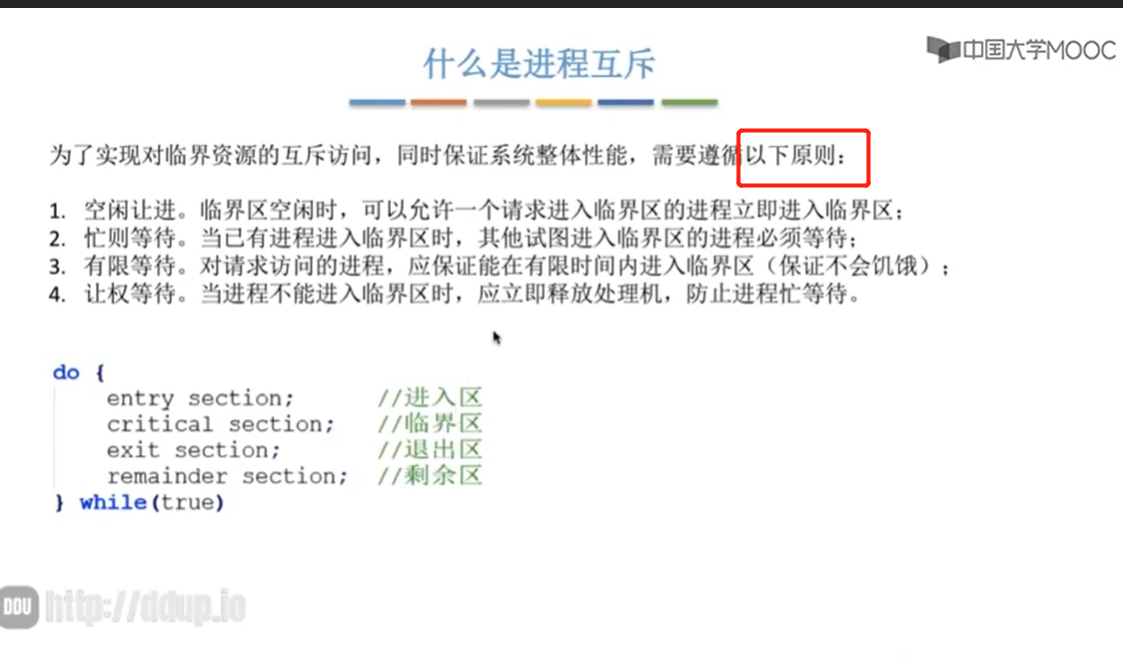 中国大学MOOC
什么是进程互斥
为了实现对临界资源的互斥访问，同时保证系统整体性能，需要遵循以下原则：
1. 空闲让进。临界区空闲时，可以允许一个请求进入临界区的进程立即进入临界区；
2. 忙则等待。当已有进程进入临界区时，其他试图进入临界区的进程必须等待；
3. 有限等待。对请求访问的进程，应保证能在有限时间内进入临界区（保证不会饥饿）；
4. 让权等待。当进程不能进入临界区时，应立即释放处理机，防止进程忙等待。
do {
entry section; //进入区
critical section; //临界区
exit section; //退出区
remainder section; //剩余区
} while(true)
DDU http://ddup.io